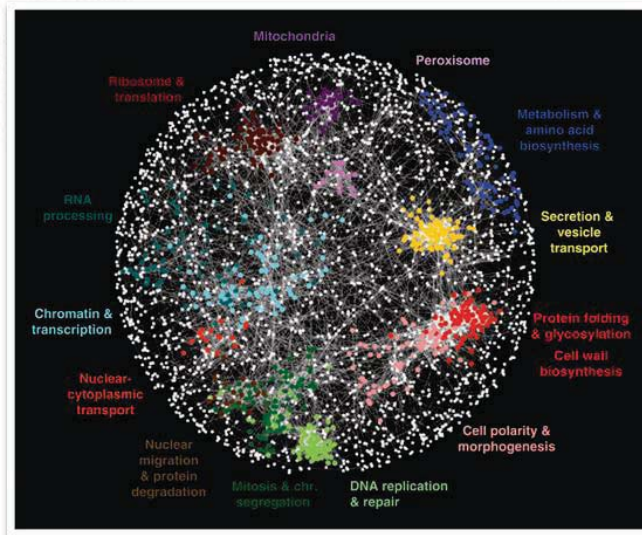 Mitochondria
Peroxisome
Ribosome &
translation
Metabolism &
amino acid
biosynthesis
RNA
processing
Secretion &
vesicle
transport
Chromatin &
transcription
Protein folding
& glycosylation
Cell wall
biosynthesis
Nuclear-
cytoplasmic
transport
Cell polarity &
morphogenesis
Nuclear
migration
& protein
degradation
Mitosis & chr.
segregation
DNA replication
& repair